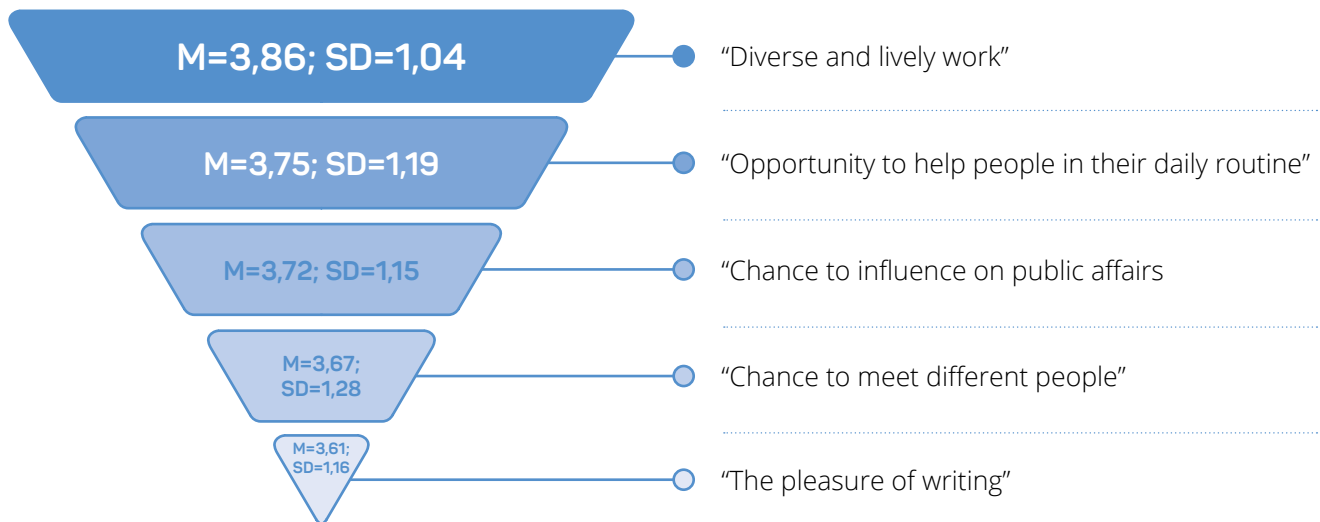 M=3,86; SD=1,04
“Diverse and lively work”
M=3,75; SD=1,19
“Opportunity to help people in their daily routine”
M=3,72; SD=1,15
“Chance to influence on public affairs
M=3,67;
SD=1,28
“Chance to meet different people”
M=3,61;
SD=1,16
“The pleasure of writing”